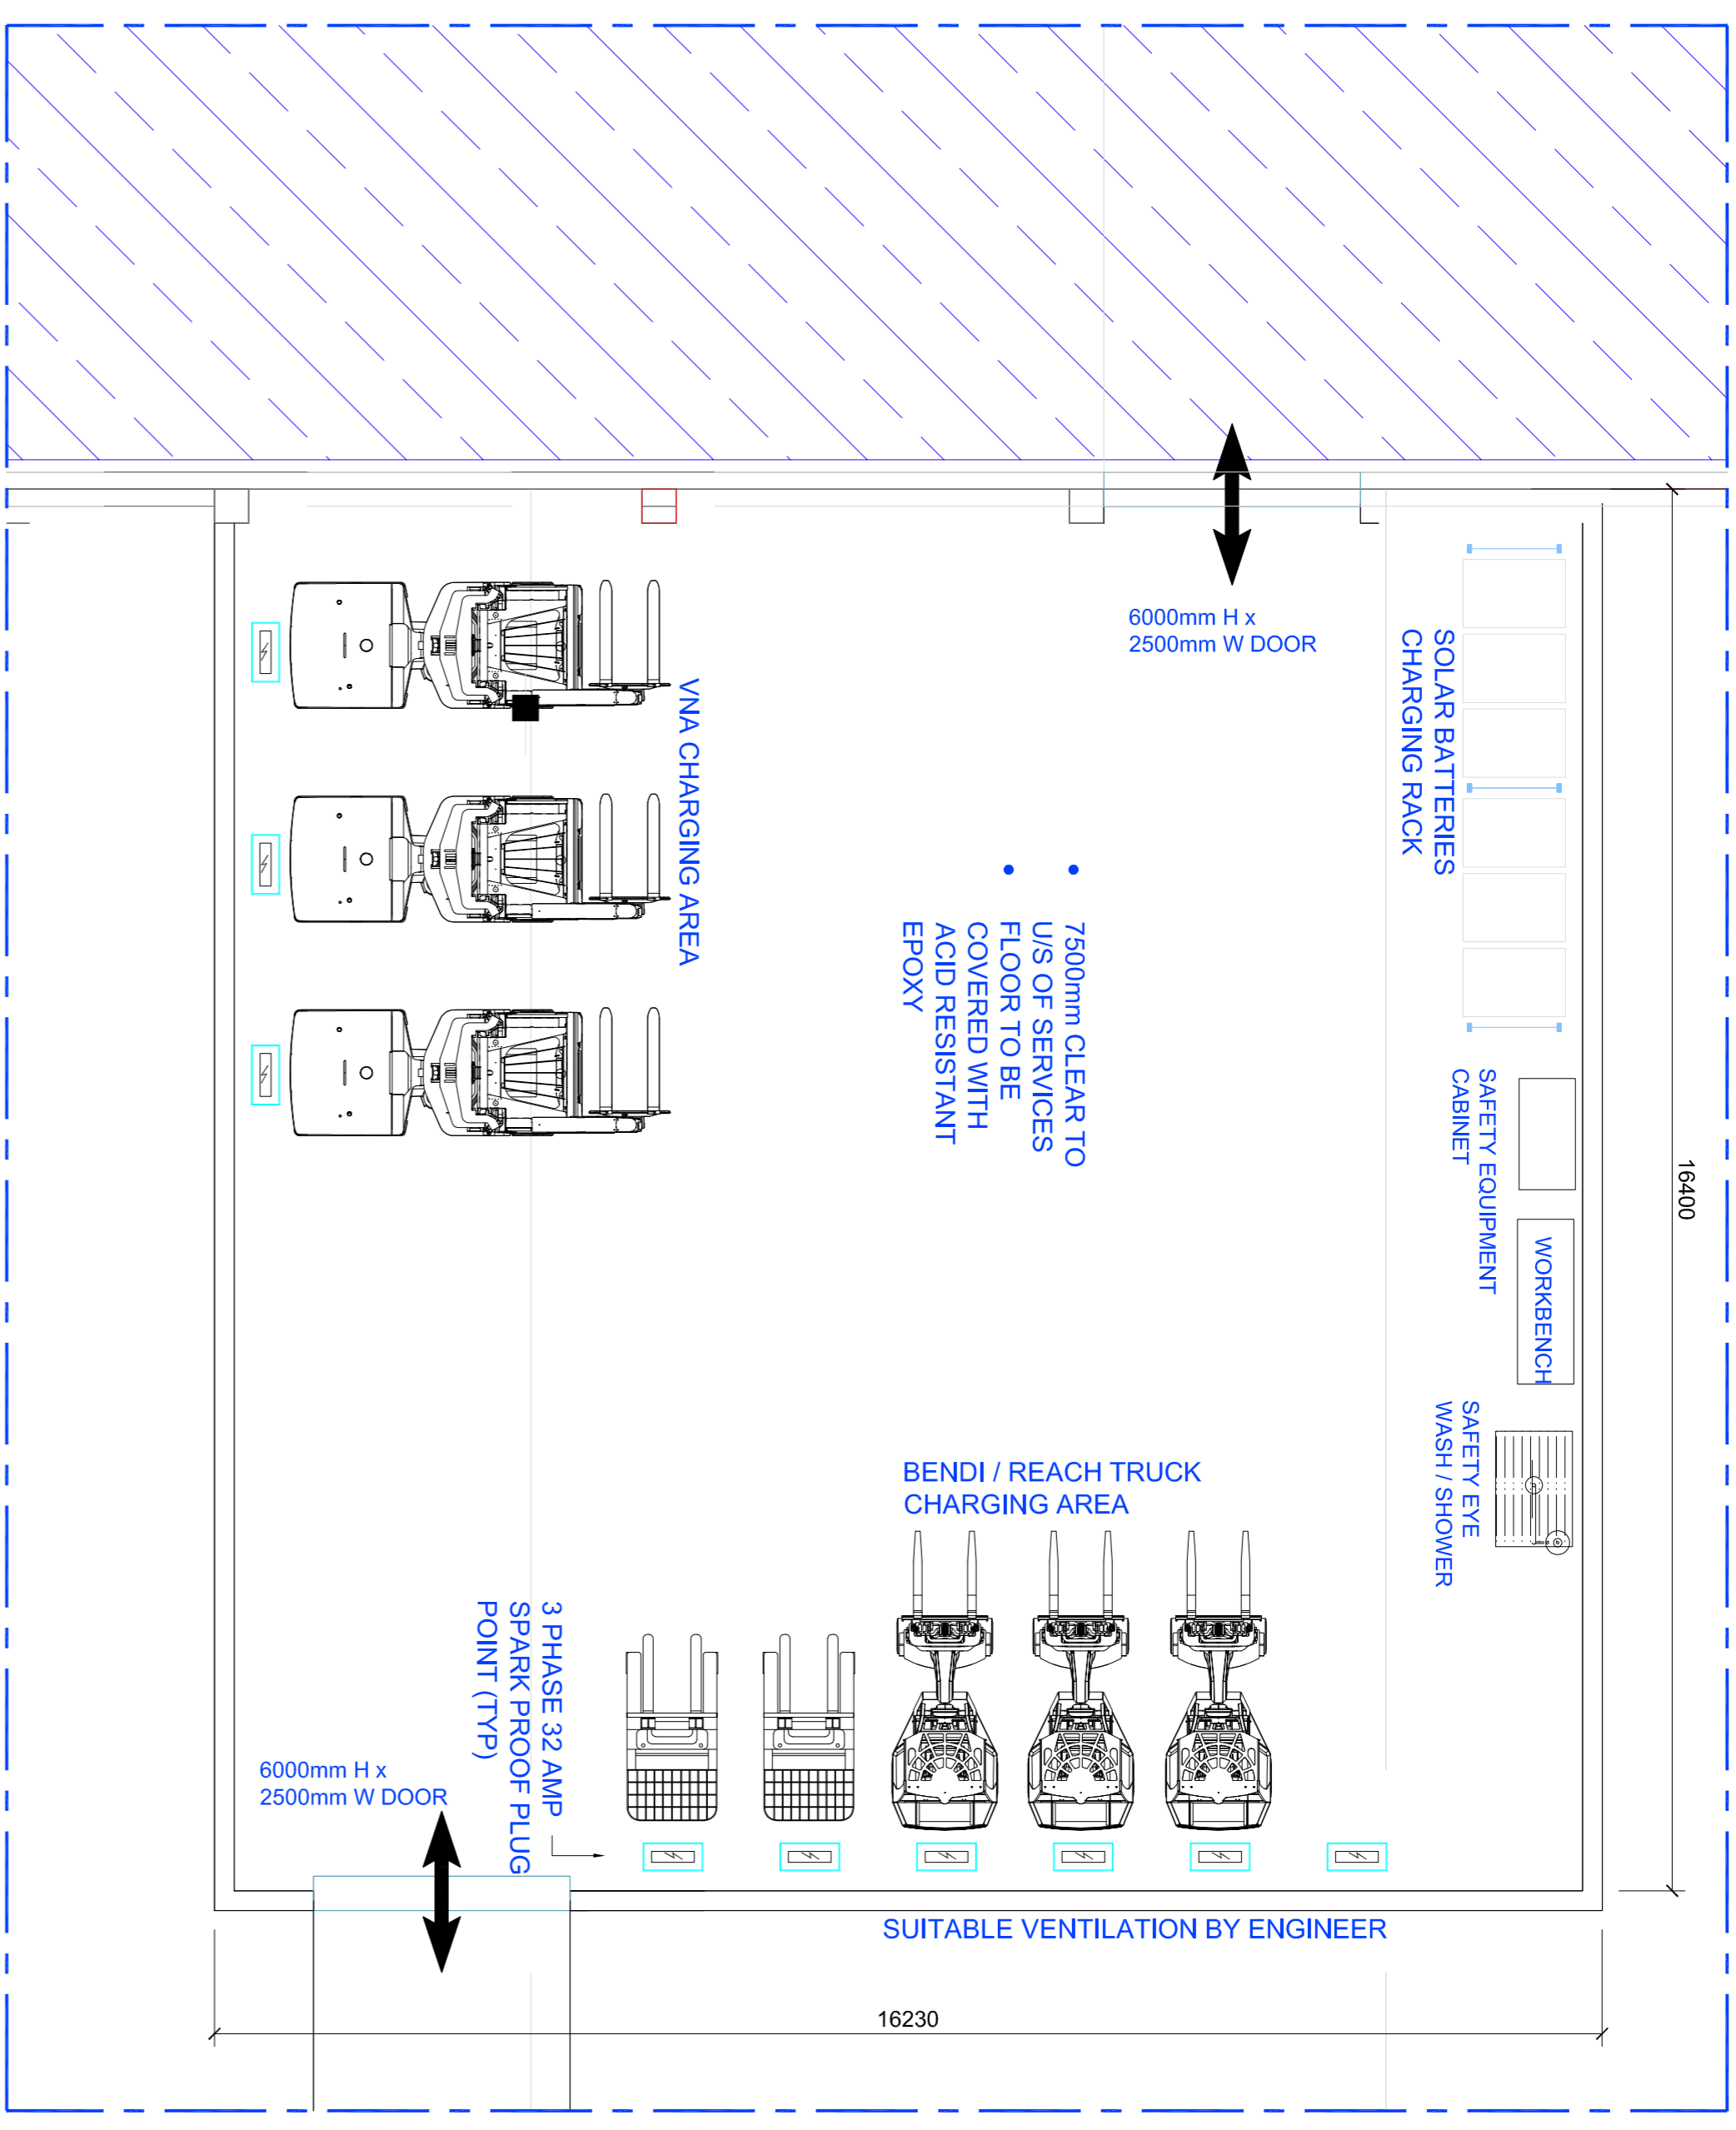 6000mm H x
2500mm W DOOR
SOLAR BATTERIES
CHARGING RACK
VNA CHARGING AREA
• 7500mm CLEAR TO
U/S OF SERVICES
• FLOOR TO BE
COVERED WITH
ACID RESISTANT
EPOXY
SAFETY EQUIPMENT
CABINET
16400
WORKBENCH
SAFETY EYE
WASH / SHOWER
BENDI / REACH TRUCK
CHARGING AREA
3 PHASE 32 AMP
SPARK PROOF PLUG
POINT (TYP)
6000mm H x
2500mm W DOOR
SUITABLE VENTILATION BY ENGINEER
16230